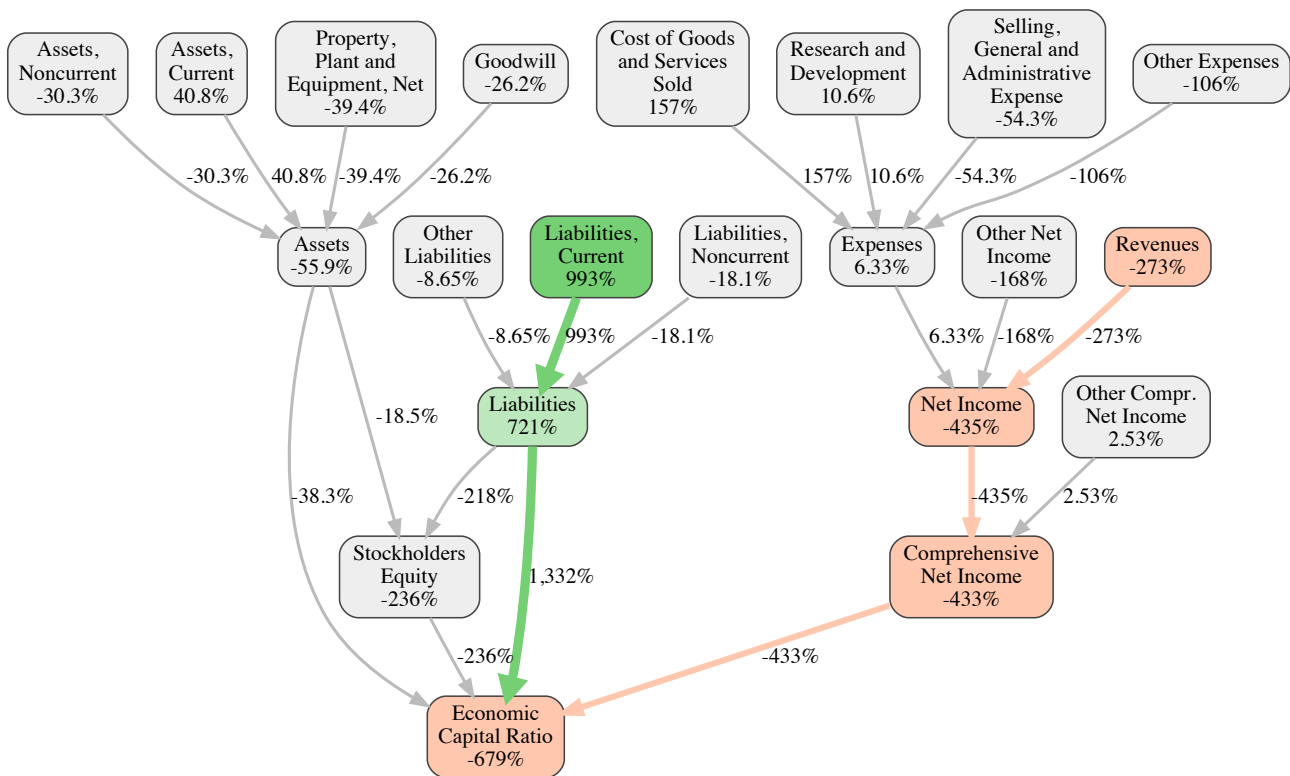 Assets,
Noncurrent
-30.3%
Assets,
Current
40.8%
Property,
Plant and
Equipment, Net
-39.4%
Goodwill
-26.2%
Cost of Goods
and Services
Sold
157%
Research and
Development
10.6%
Selling,
General and
Administrative
Expense
-54.3%
Other Expenses
-106%
-30.3%
40.8%
-39.4%
-26.2%
157%
10.6%
-54.3%
-106%
Assets
-55.9%
Other
Liabilities
-8.65%
Liabilities,
Current
993%
Liabilities,
Noncurrent
-18.1%
Expenses
6.33%
Other Net
Income
-168%
Revenues
-273%
-8.65%
993%
-18.1%
6.33%
-168%
-273%
-18.5%
Liabilities
721%
Net Income
-435%
Other Compr.
Net Income
2.53%
-38.3%
-218%
-435%
2.53%
Stockholders
Equity
-236%
1,332%
Comprehensive
Net Income
-433%
-236%
-433%
Economic
Capital Ratio
-679%